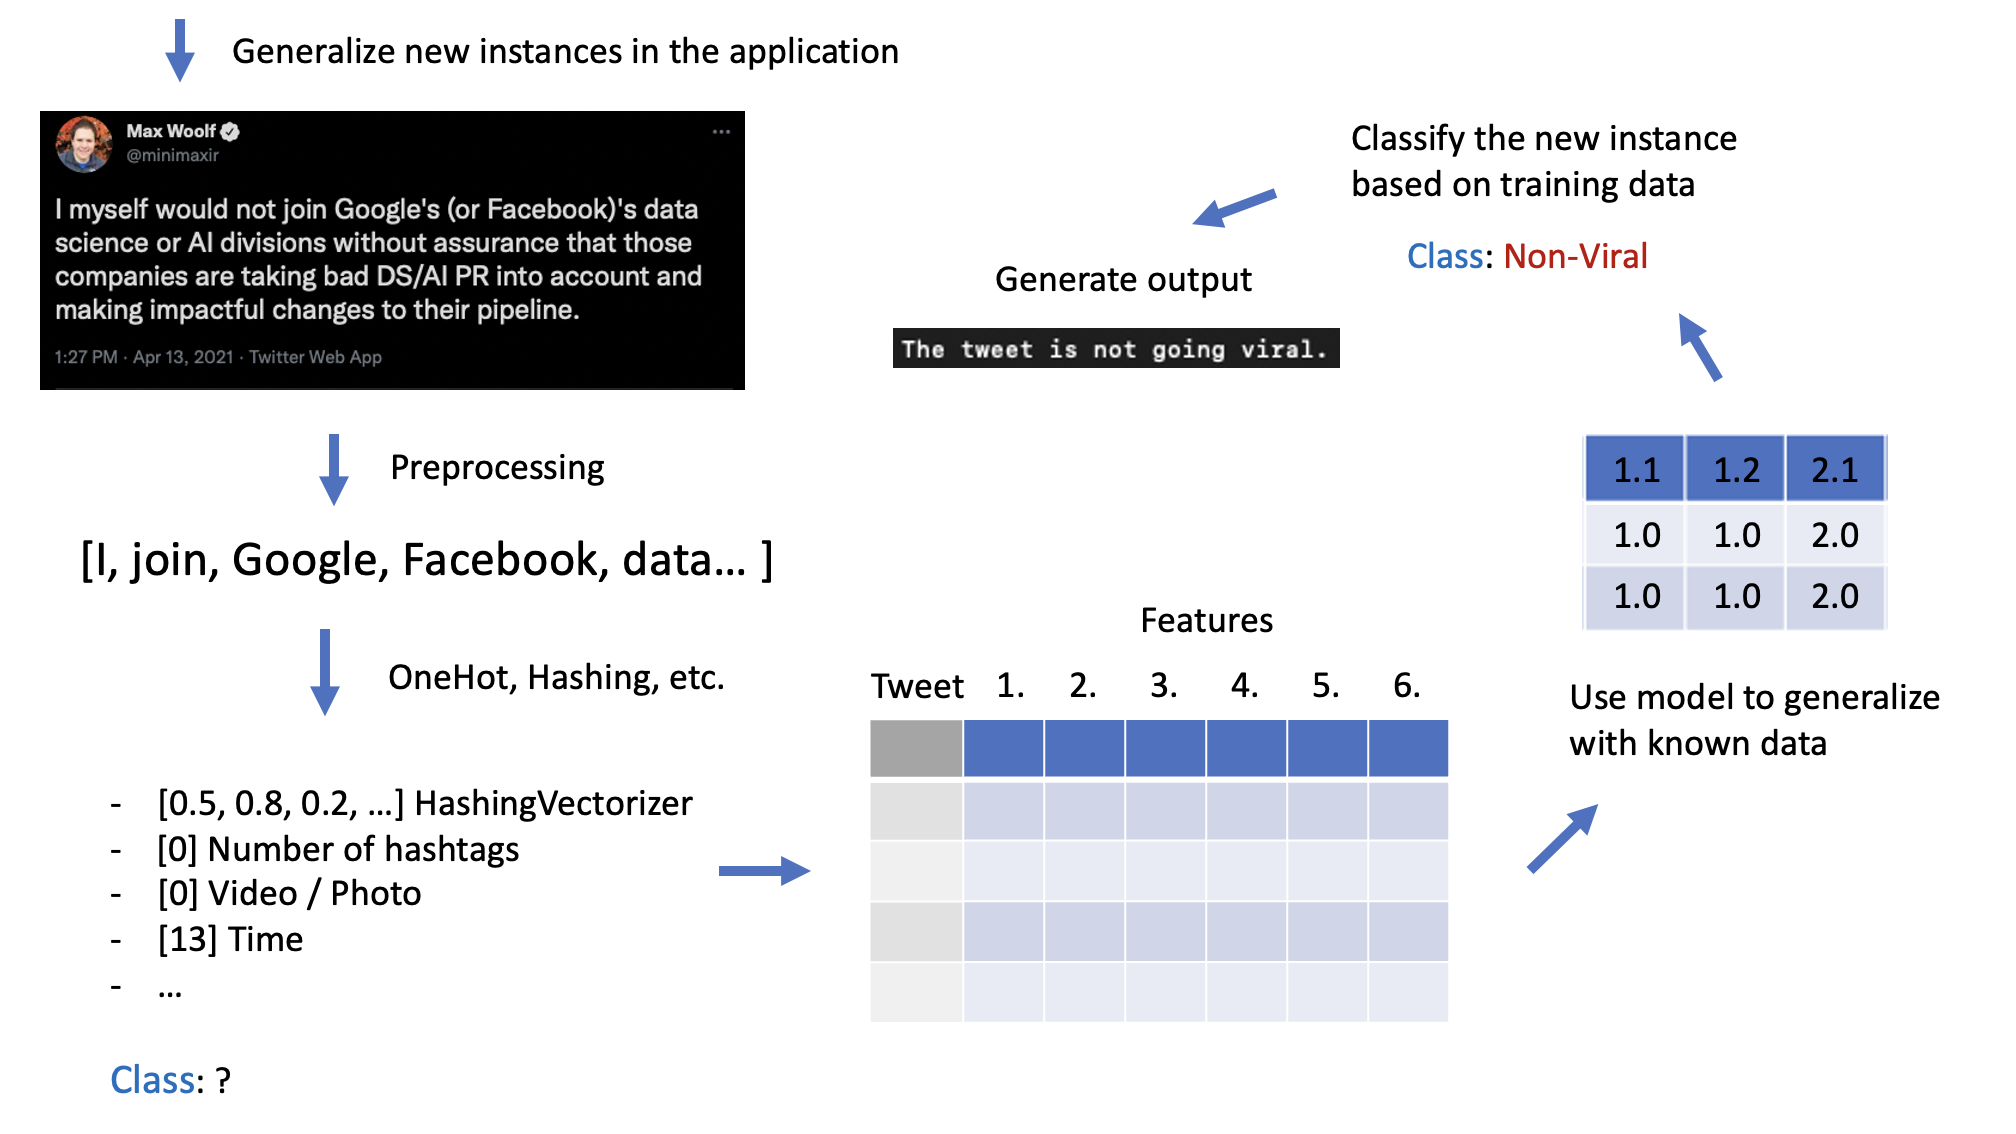 Generalize new instances in the application
Max Woolf
@minimaxir
I myself would not join Google's (or Facebook)'s data
science or AI divisions without assurance that those
companies are taking bad DS/AI PR into account and
making impactful changes to their pipeline.
1:27 PM · Apr 13, 2021 · Twitter Web App
Preprocessing
[I, join, Google, Facebook, data... ]
OneHot, Hashing, etc.
- [0.5, 0.8, 0.2, ...] HashingVectorizer
- [0] Number of hashtags
- [0] Video / Photo
- [13] Time
- ...
Class: ?
Features
Tweet 1. 2. 3. 4. 5. 6.
Use model to generalize
with known data
1.1 1.2 2.1
1.0 1.0 2.0
1.0 1.0 2.0
Classify the new instance
based on training data
Class: Non-Viral
Generate output
The tweet is not going viral.